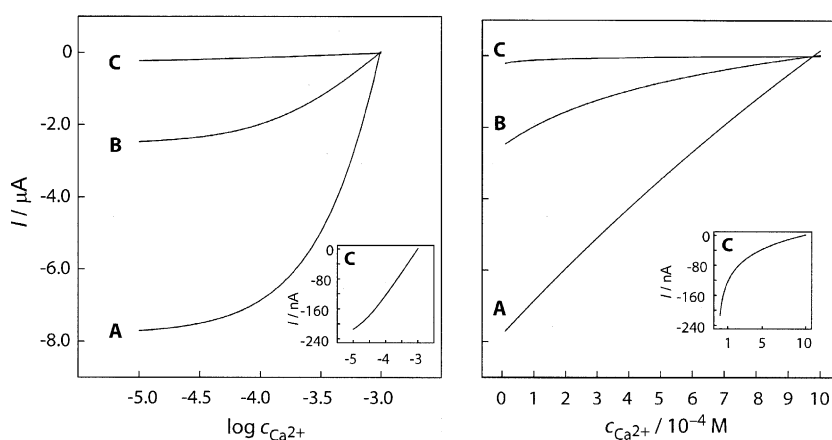 0
-2.0
-4.0
-6.0
-8.0
I / µA
C
B
A
-5.0 -4.5 -4.0 -3.5 -3.0
log cCa2+
C
0
-80
-160
-240
I / nA
-5 -4 -3
C
B
A
0 1 2 3 4 5 6 7 8 9 10
cCa2+ / 10–4 M
C
0
-80
-160
-240
I / nA
1 5 10